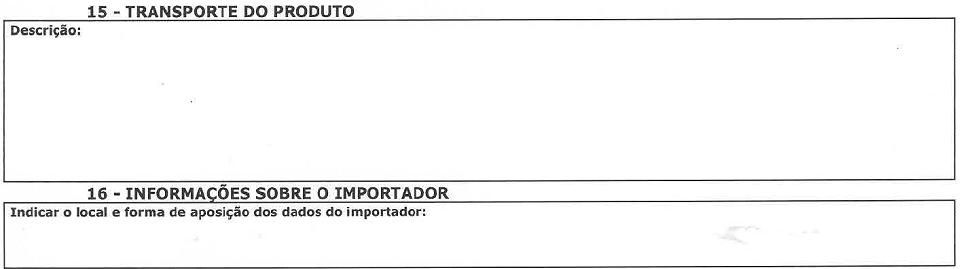 15 - TRANSPORTE DO PRODUTO
Descrição:
16 - INFORMAÇÕES SOBRE O IMPORTADOR
Indicar o local e forma de aposição dos dados do importador: